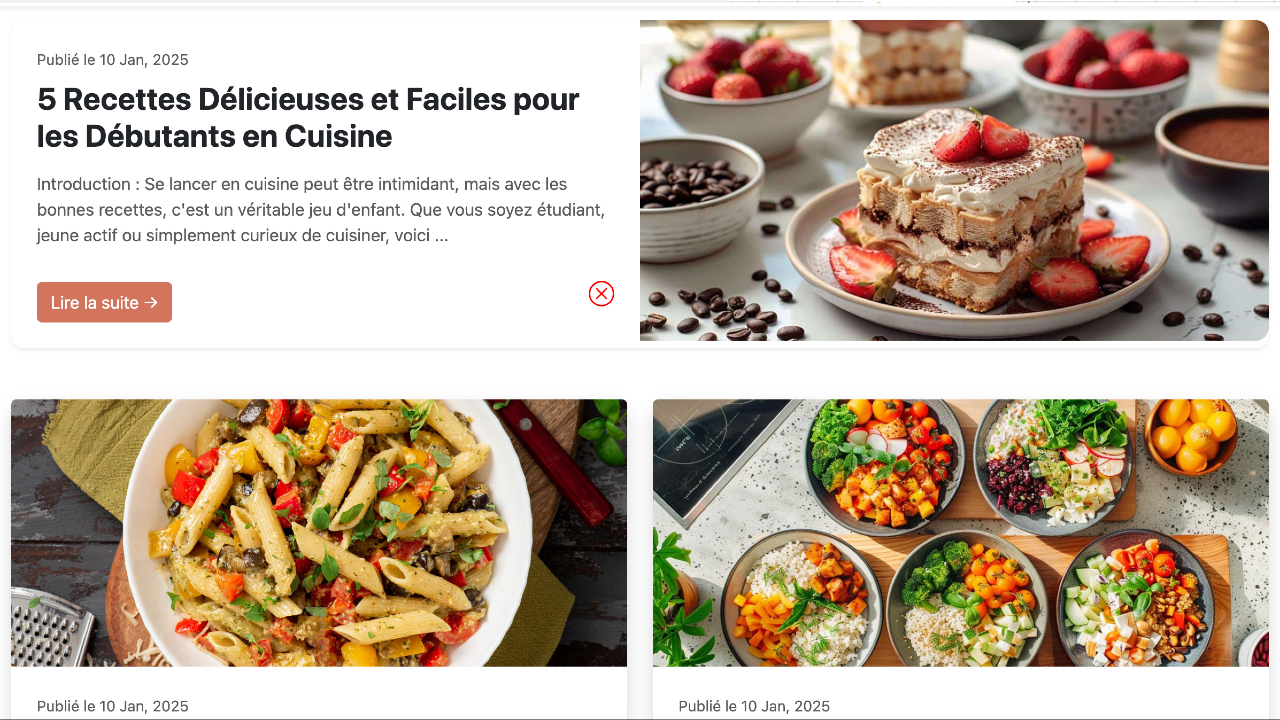 Publié le 10 Jan, 2025
5 Recettes Délicieuses et Faciles pour
les Débutants en Cuisine
Introduction : Se lancer en cuisine peut être intimidant, mais avec les
bonnes recettes, c'est un véritable jeu d'enfant. Que vous soyez étudiant,
jeune actif ou simplement curieux de cuisiner, voici ...
Lire la suite →
Publié le 10 Jan, 2025
Publié le 10 Jan, 2025